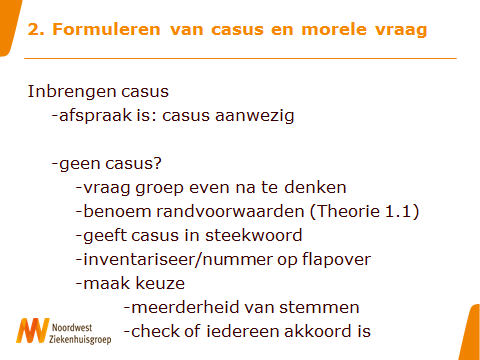 2. Formuleren van casus en morele vraag
Inbrengen casus
-afspraak is: casus aanwezig
-geen casus?
-vraag groep even na te denken
-benoem randvoorwaarden (Theorie 1.1)
-geeft casus in steekwoord
-inventariseer/nummer op flapover
-maak keuze
-meerderheid van stemmen
-check of iedereen akkoord is
Noordwest
Ziekenhuisgroep